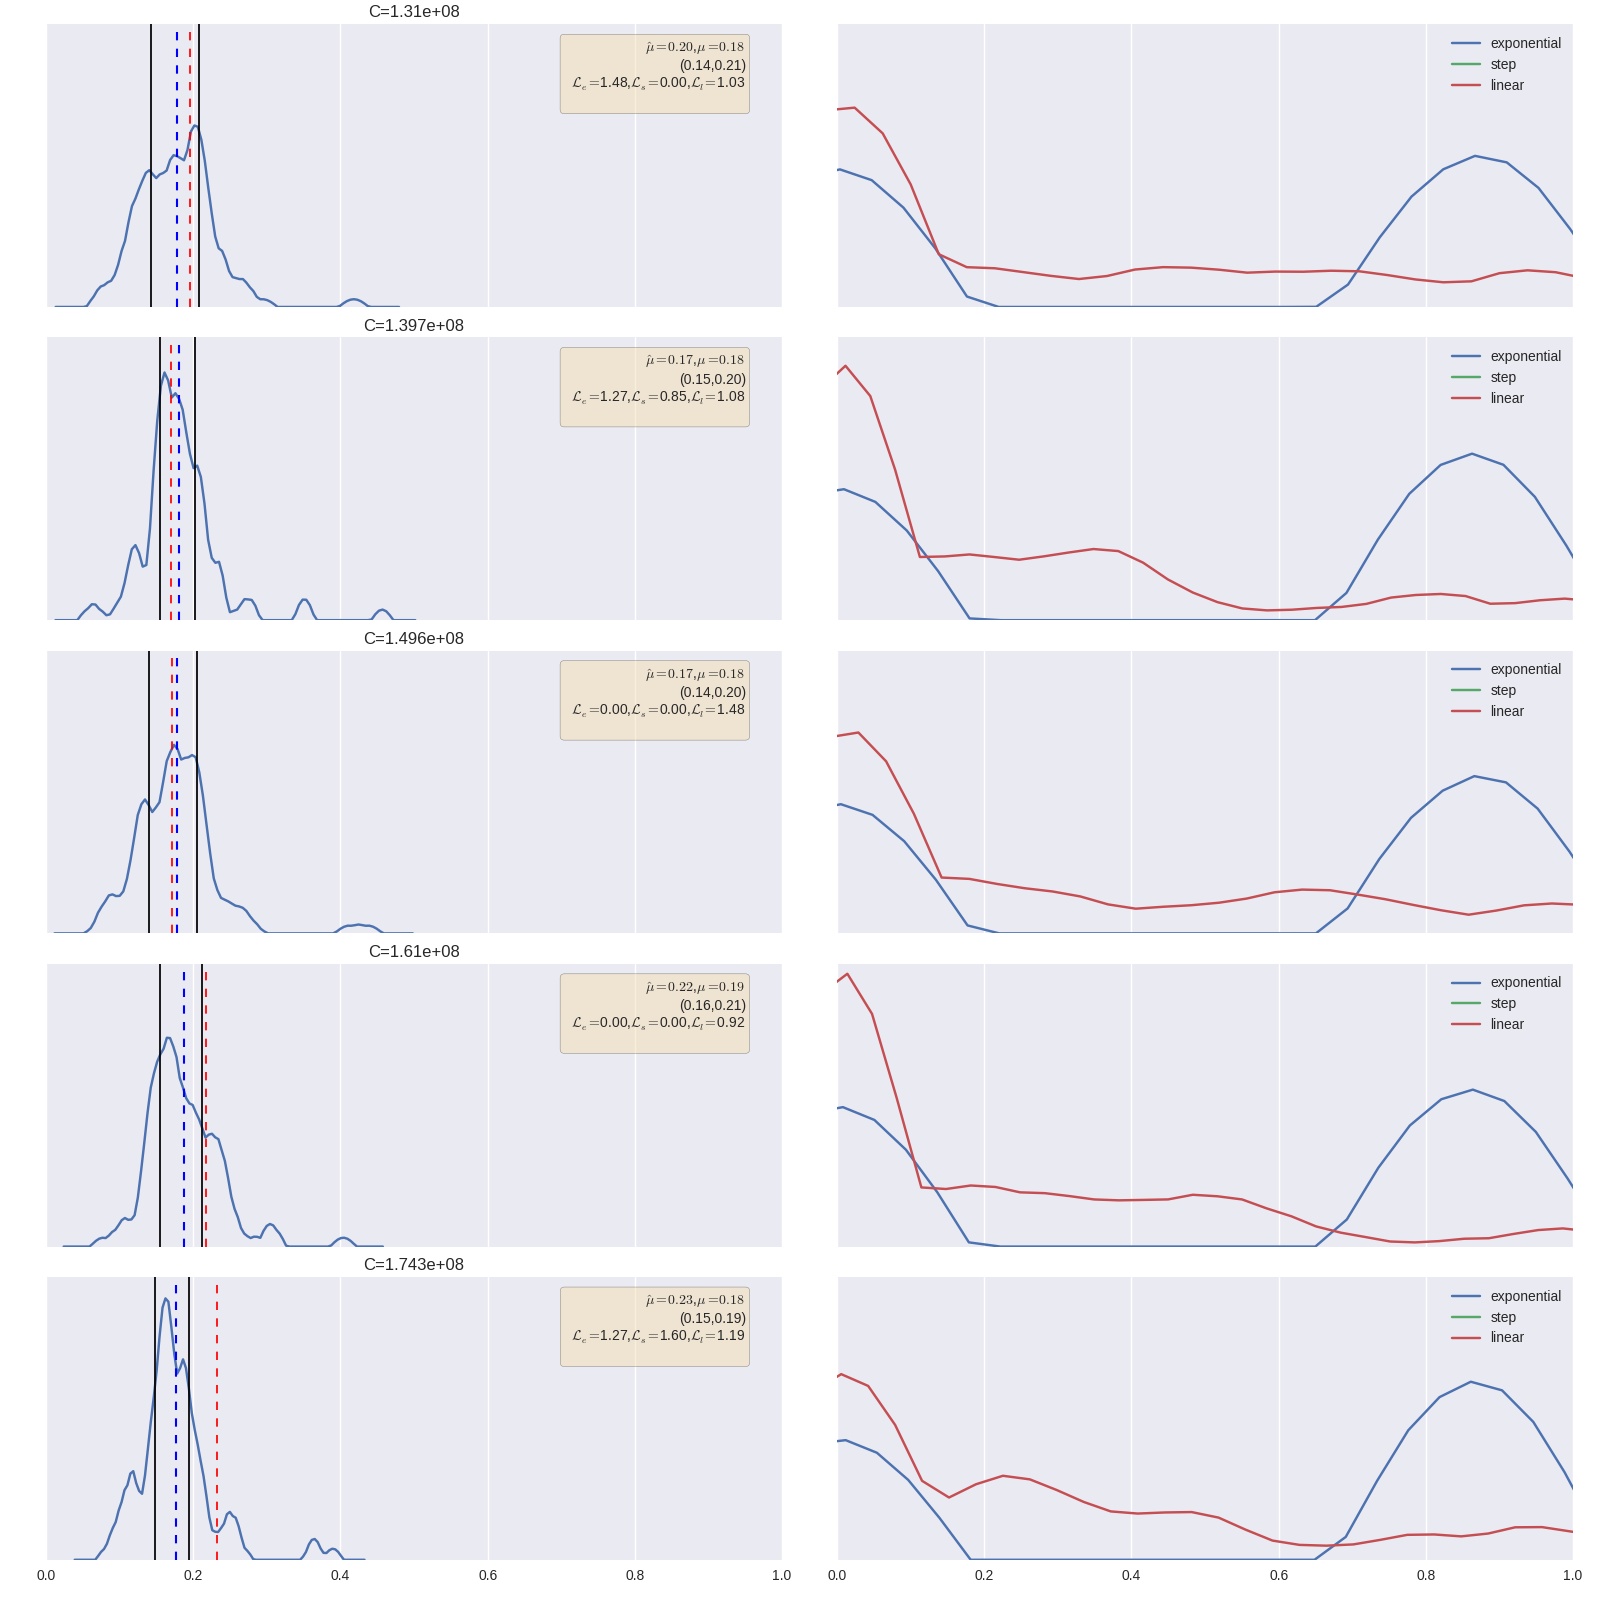 C=1.31e+08
μ̂=0.20,μ=0.18
(0.14,0.21)
ℒₑ=1.48,ℒₛ=0.00,ℒₗ=1.03
exponential
step
linear
C=1.397e+08
μ̂=0.17,μ=0.18
(0.15,0.20)
ℒₑ=1.27,ℒₛ=0.85,ℒₗ=1.08
exponential
step
linear
C=1.496e+08
μ̂=0.17,μ=0.18
(0.14,0.20)
ℒₑ=0.00,ℒₛ=0.00,ℒₗ=1.48
exponential
step
linear
C=1.61e+08
μ̂=0.22,μ=0.19
(0.16,0.21)
ℒₑ=0.00,ℒₛ=0.00,ℒₗ=0.92
exponential
step
linear
C=1.743e+08
μ̂=0.23,μ=0.18
(0.15,0.19)
ℒₑ=1.27,ℒₛ=1.60,ℒₗ=1.19
exponential
step
linear
0.0 0.2 0.4 0.6 0.8 1.0
0.0 0.2 0.4 0.6 0.8 1.0